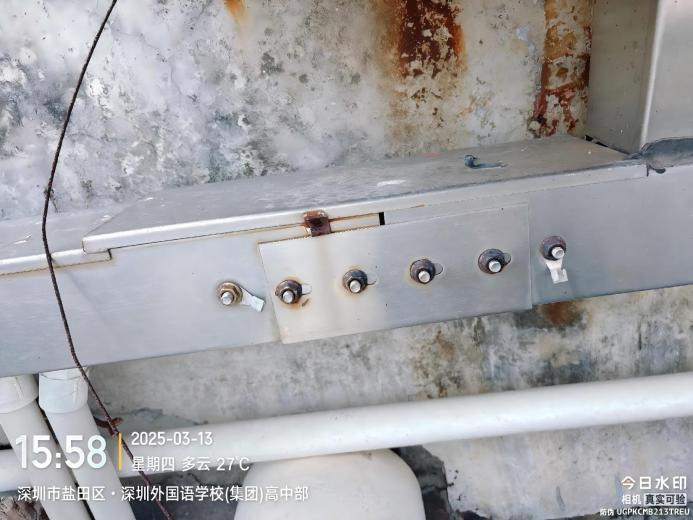 15:58
2025-03-13
星期四 多云 27℃
深圳市盐田区·深圳外国语学校(集团)高中部
今日水印
相机 真实可验
防伪 UGPKCMB213TREU